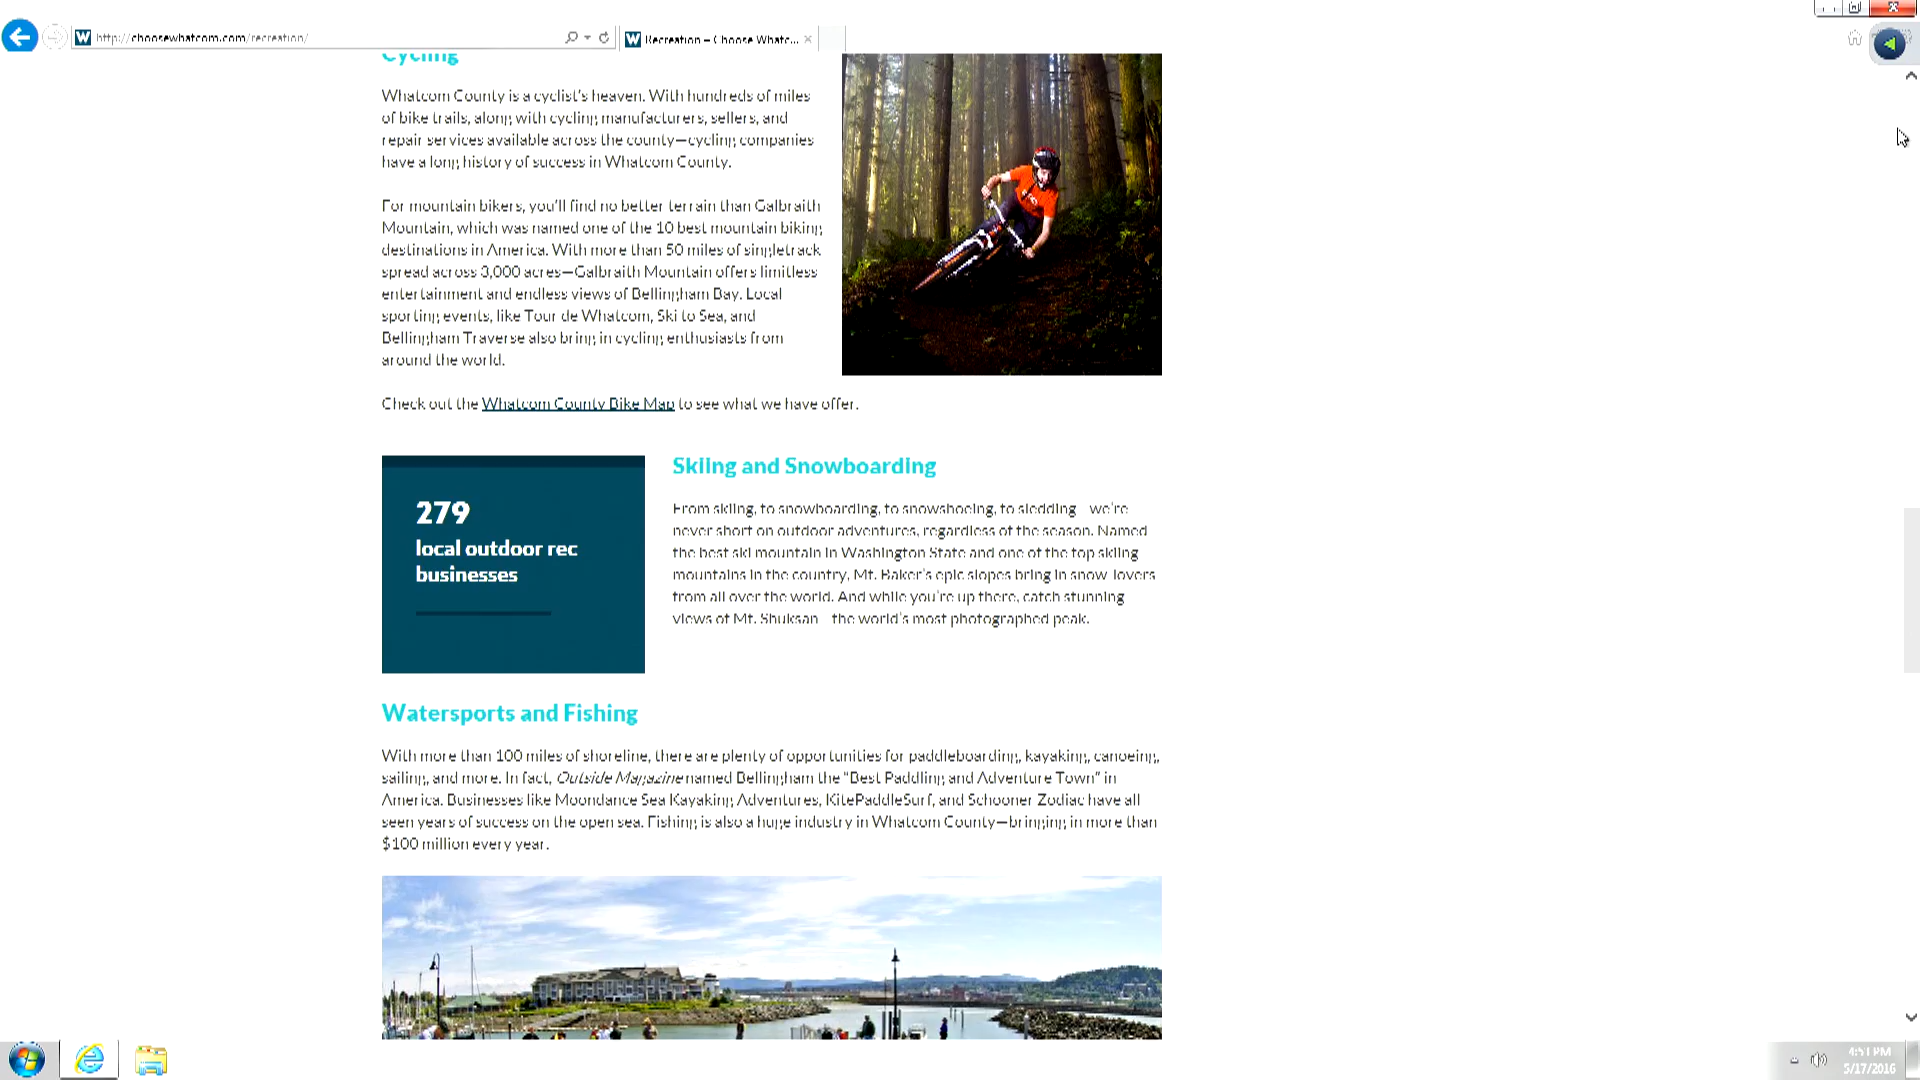 http://choosewhatcom.com/recreation/
Recreation – Choose Whatc...
Cycling
Whatcom County is a cyclist's heaven. With hundreds of miles
of bike trails, along with cycling manufacturers, sellers, and
repair services available across the county—cycling companies
have a long history of success in Whatcom County.
For mountain bikers, you'll find no better terrain than Galbraith
Mountain, which was named one of the 10 best mountain biking
destinations in America. With more than 50 miles of singletrack
spread across 3,000 acres—Galbraith Mountain offers limitless
entertainment and endless views of Bellingham Bay. Local
sporting events, like Tour de Whatcom, Ski to Sea, and
Bellingham Traverse also bring in cycling enthusiasts from
around the world.
Check out the Whatcom County Bike Map to see what we have offer.
279
local outdoor rec
businesses
Skiing and Snowboarding
From skiing, to snowboarding, to snowshoeing, to sledding—we're
never short on outdoor adventures, regardless of the season. Named
the best ski mountain in Washington State and one of the top skiing
mountains in the country, Mt. Baker's epic slopes bring in snow-lovers
from all over the world. And while you're up there, catch stunning
views of Mt. Shuksan—the world's most photographed peak.
Watersports and Fishing
With more than 100 miles of shoreline, there are plenty of opportunities for paddleboarding, kayaking, canoeing,
sailing, and more. In fact, Outside Magazine named Bellingham the “Best Paddling and Adventure Town” in
America. Businesses like Moondance Sea Kayaking Adventures, KitePaddleSurf, and Schooner Zodiac have all
seen years of success on the open sea. Fishing is also a huge industry in Whatcom County—bringing in more than
$100 million every year.
4:51 PM
5/17/2016